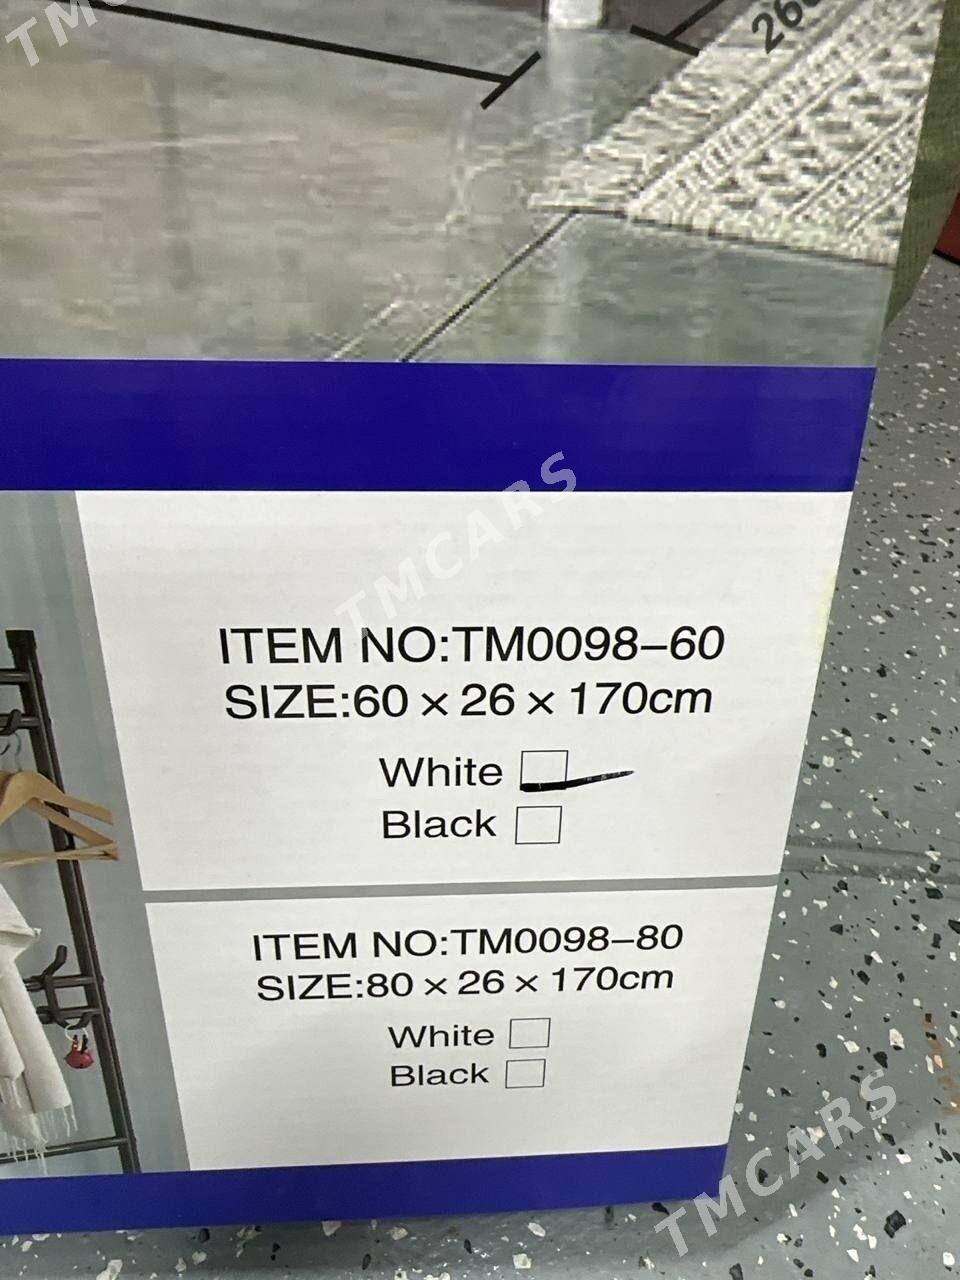 TMCARS
ITEM NO:TM0098-60
SIZE:60 × 26 × 170cm
White
Black
ITEM NO:TM0098-80
SIZE:80 × 26 × 170cm
White
Black
TMCARS